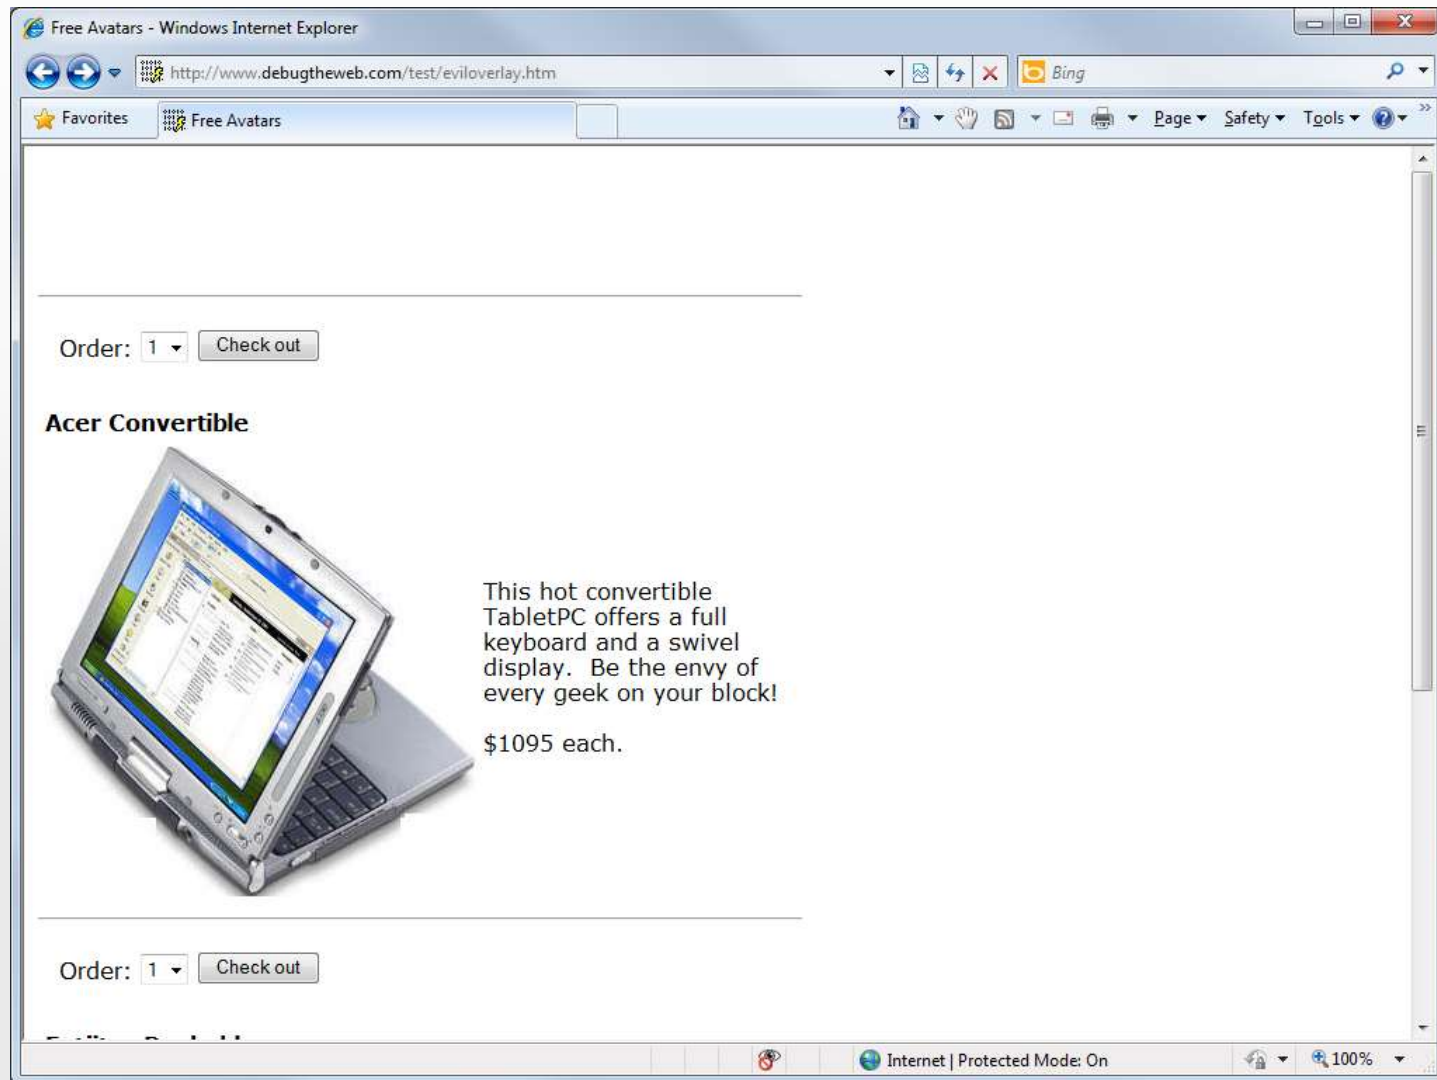 Free Avatars - Windows Internet Explorer
http://www.debugtheweb.com/test/eviloverlay.htm
Bing
Favorites
Free Avatars
Page
Safety
Tools
Order: 1 Check out
Acer Convertible
This hot convertible
TabletPC offers a full
keyboard and a swivel
display. Be the envy of
every geek on your block!
$1095 each.
Order: 1 Check out
Internet | Protected Mode: On
100%